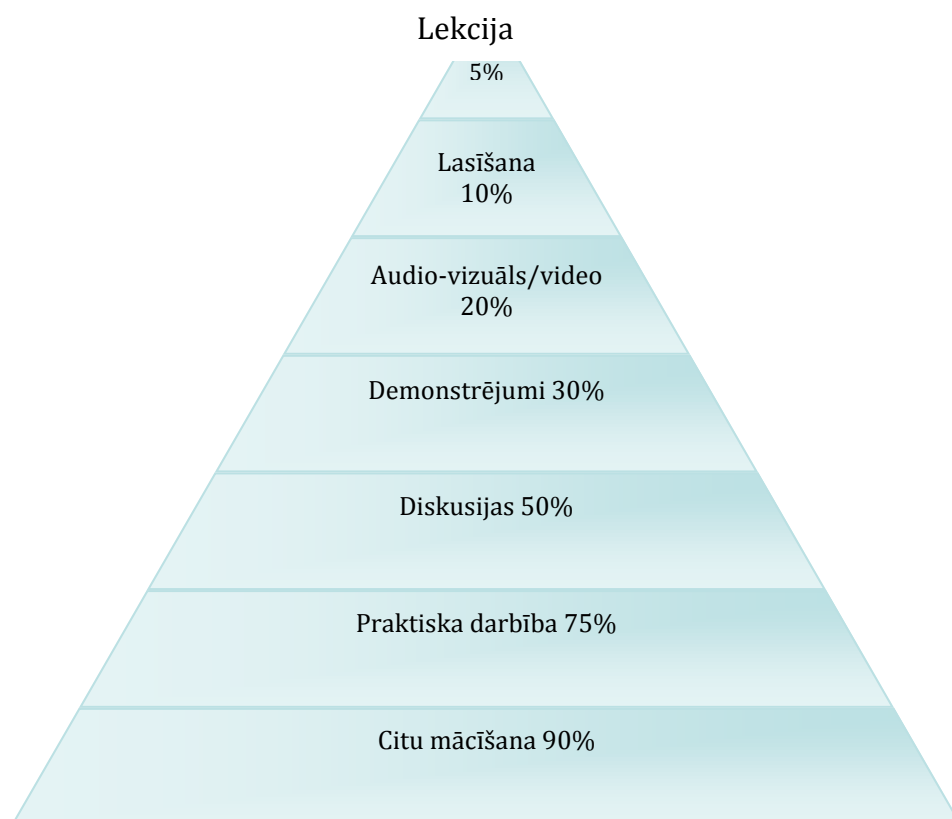 Lekcija
5%
Lasīšana
10%
Audio-vizuāls/video
20%
Demonstrējumi 30%
Diskusijas 50%
Praktiska darbība 75%
Citu mācīšana 90%